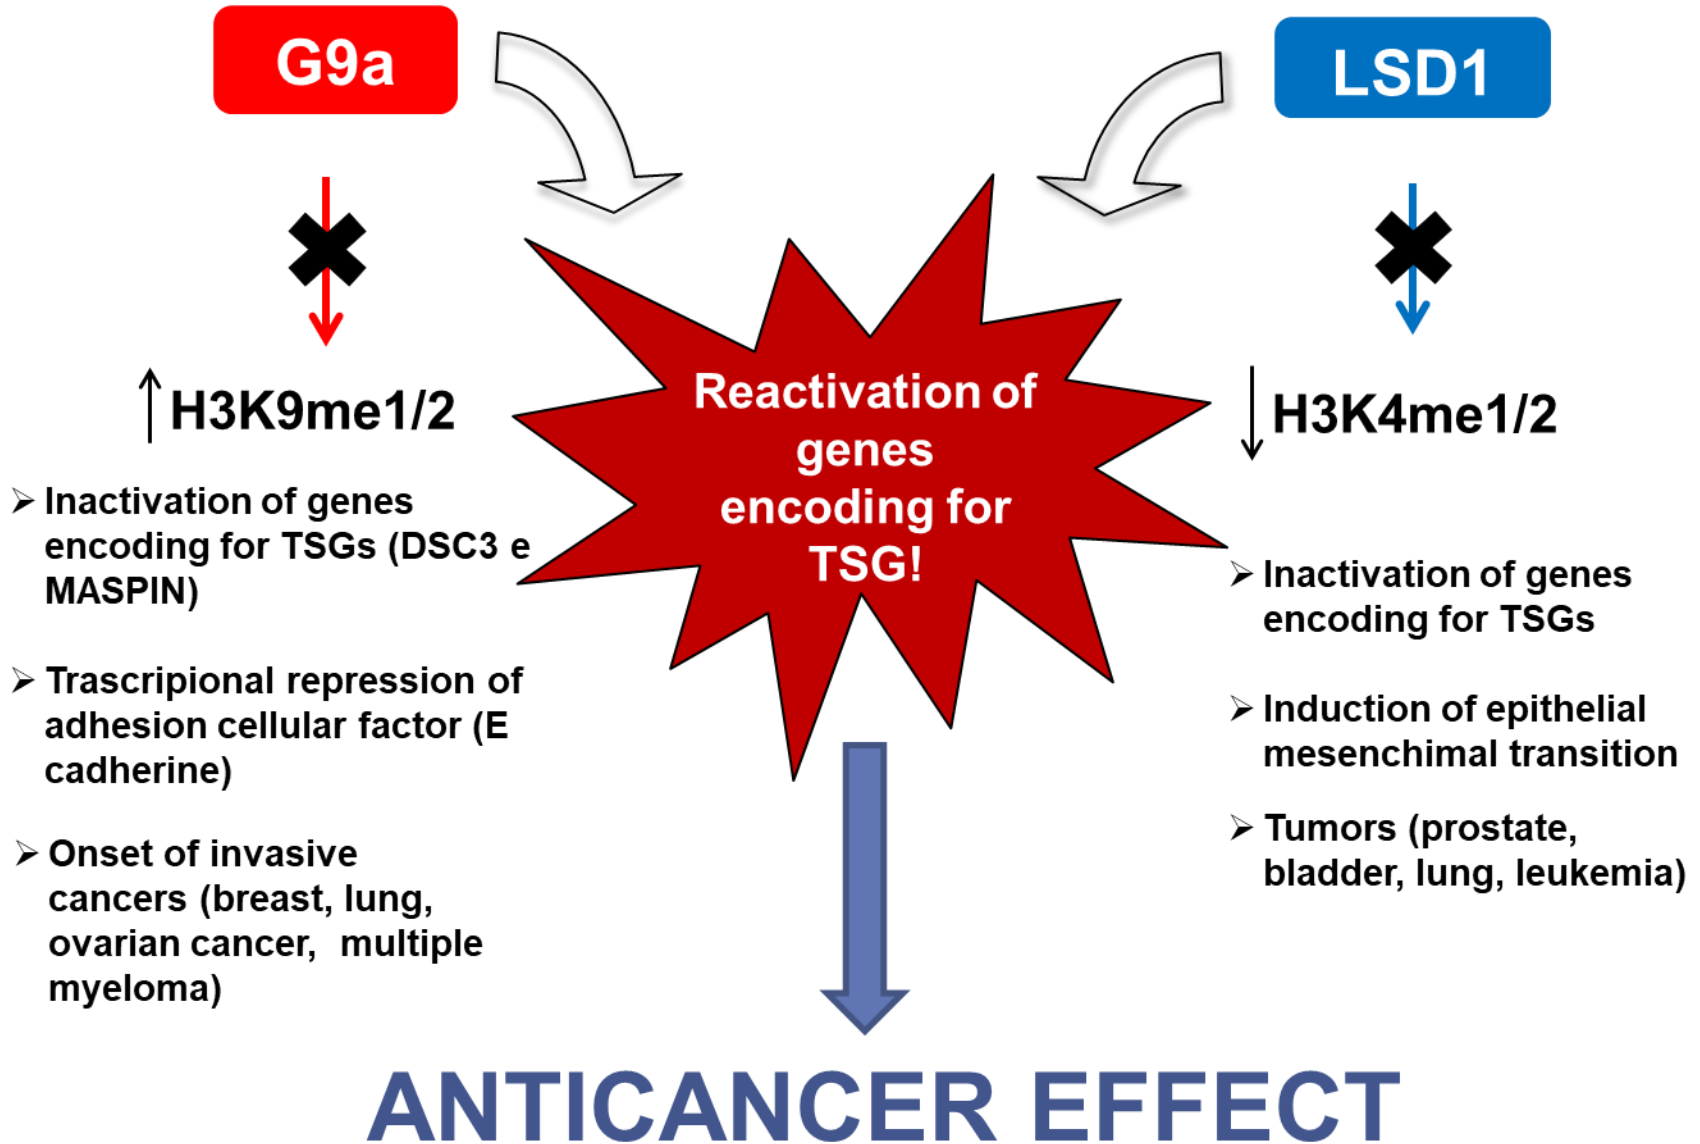 G9a
LSD1
H3K9me1/2
Inactivation of genes
encoding for TSGs (DSC3 e
MASPIN)
Trascripional repression of
adhesion cellular factor (E
cadherine)
Onset of invasive
cancers (breast, lung,
ovarian cancer, multiple
myeloma)
Reactivation of
genes
encoding for
TSG!
H3K4me1/2
Inactivation of genes
encoding for TSGs
Induction of epithelial
mesenchimal transition
Tumors (prostate,
bladder, lung, leukemia)
ANTICANCER EFFECT